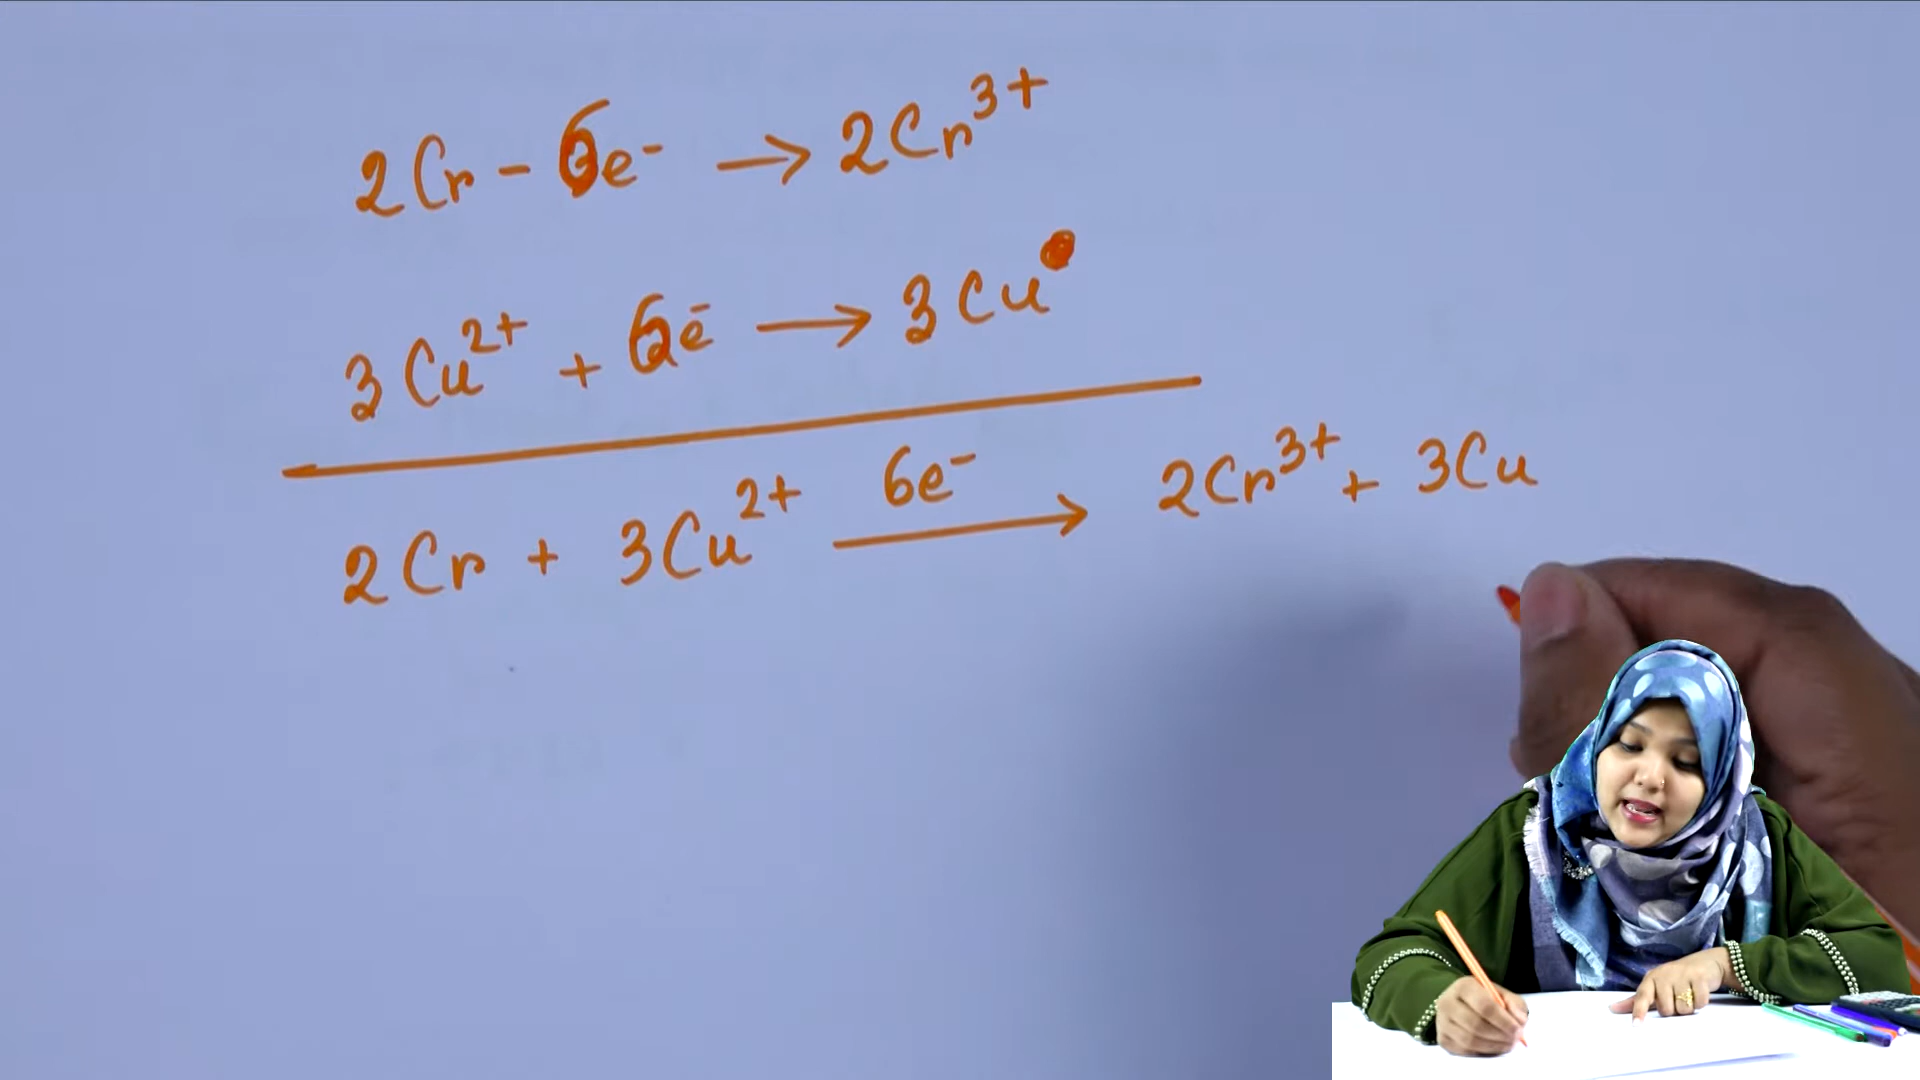 2Cr - 6e⁻ → 2Cr³⁺
3Cu²⁺ + 6e⁻ → 3Cu
2Cr + 3Cu²⁺ 6e⁻ → 2Cr³⁺ + 3Cu